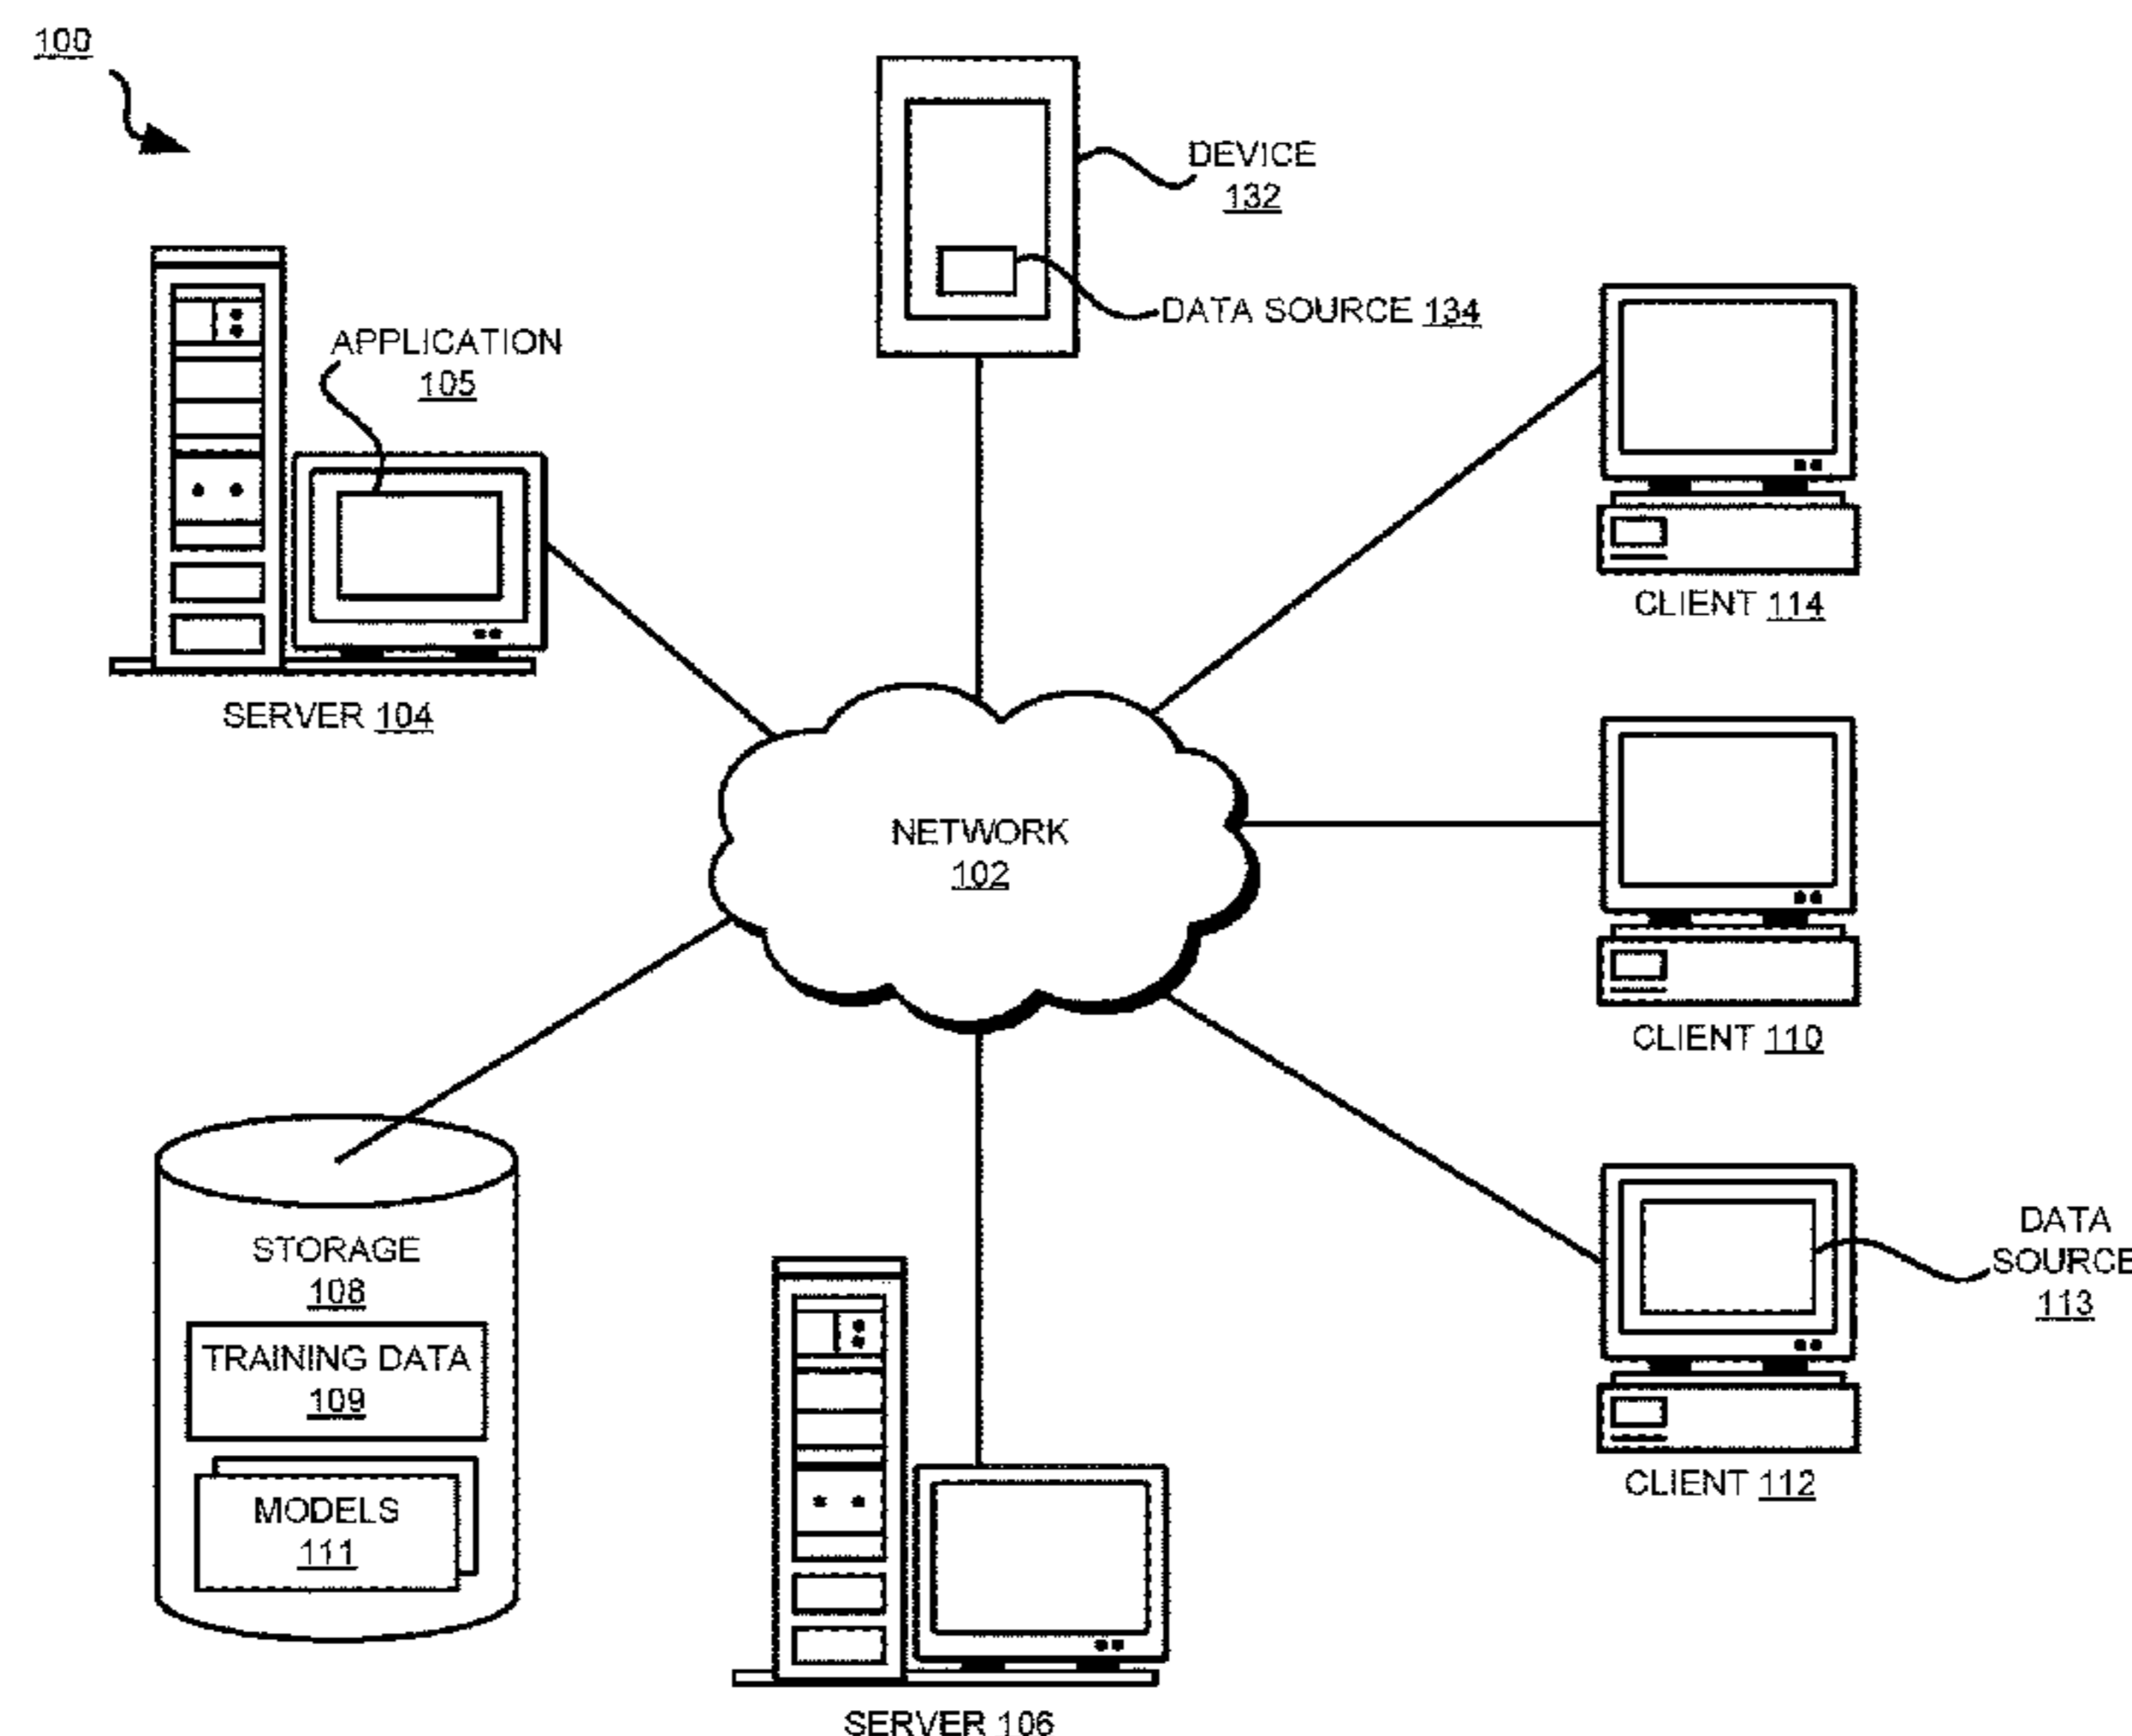 100
DEVICE
132
DATA SOURCE 134
APPLICATION
105
SERVER 104
CLIENT 114
NETWORK
102
CLIENT 110
STORAGE
108
TRAINING DATA
109
MODELS
111
DATA
SOURCE
113
CLIENT 112
SERVER 106